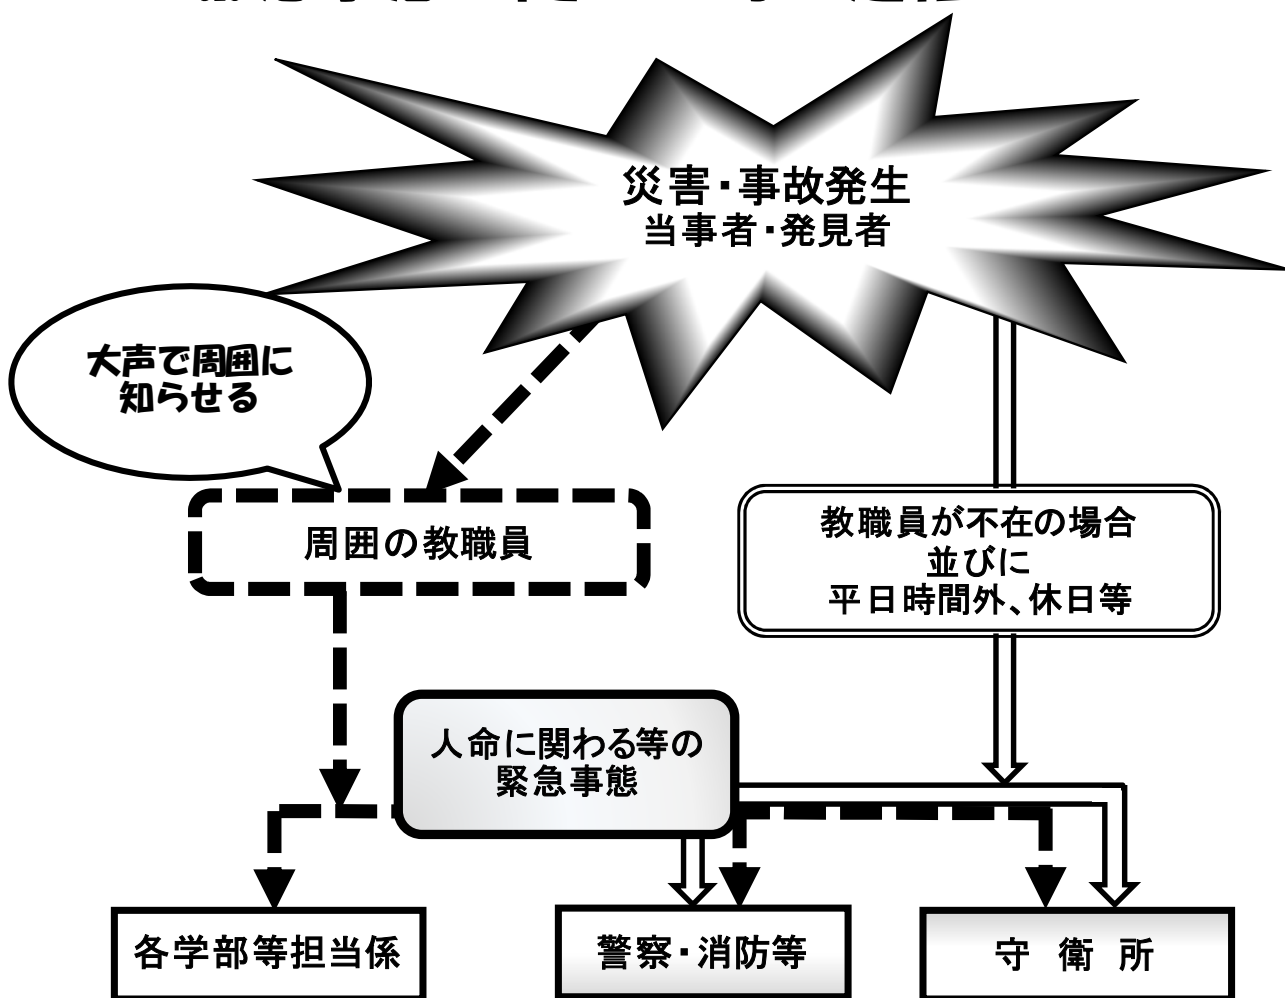 災害・事故発生
当事者・発見者
大声で周囲に
知らせる
周囲の教職員
教職員が不在の場合
並びに
平日時間外、休日等
人命に関わる等の
緊急事態
各学部等担当係
警察・消防等
守 衛 所